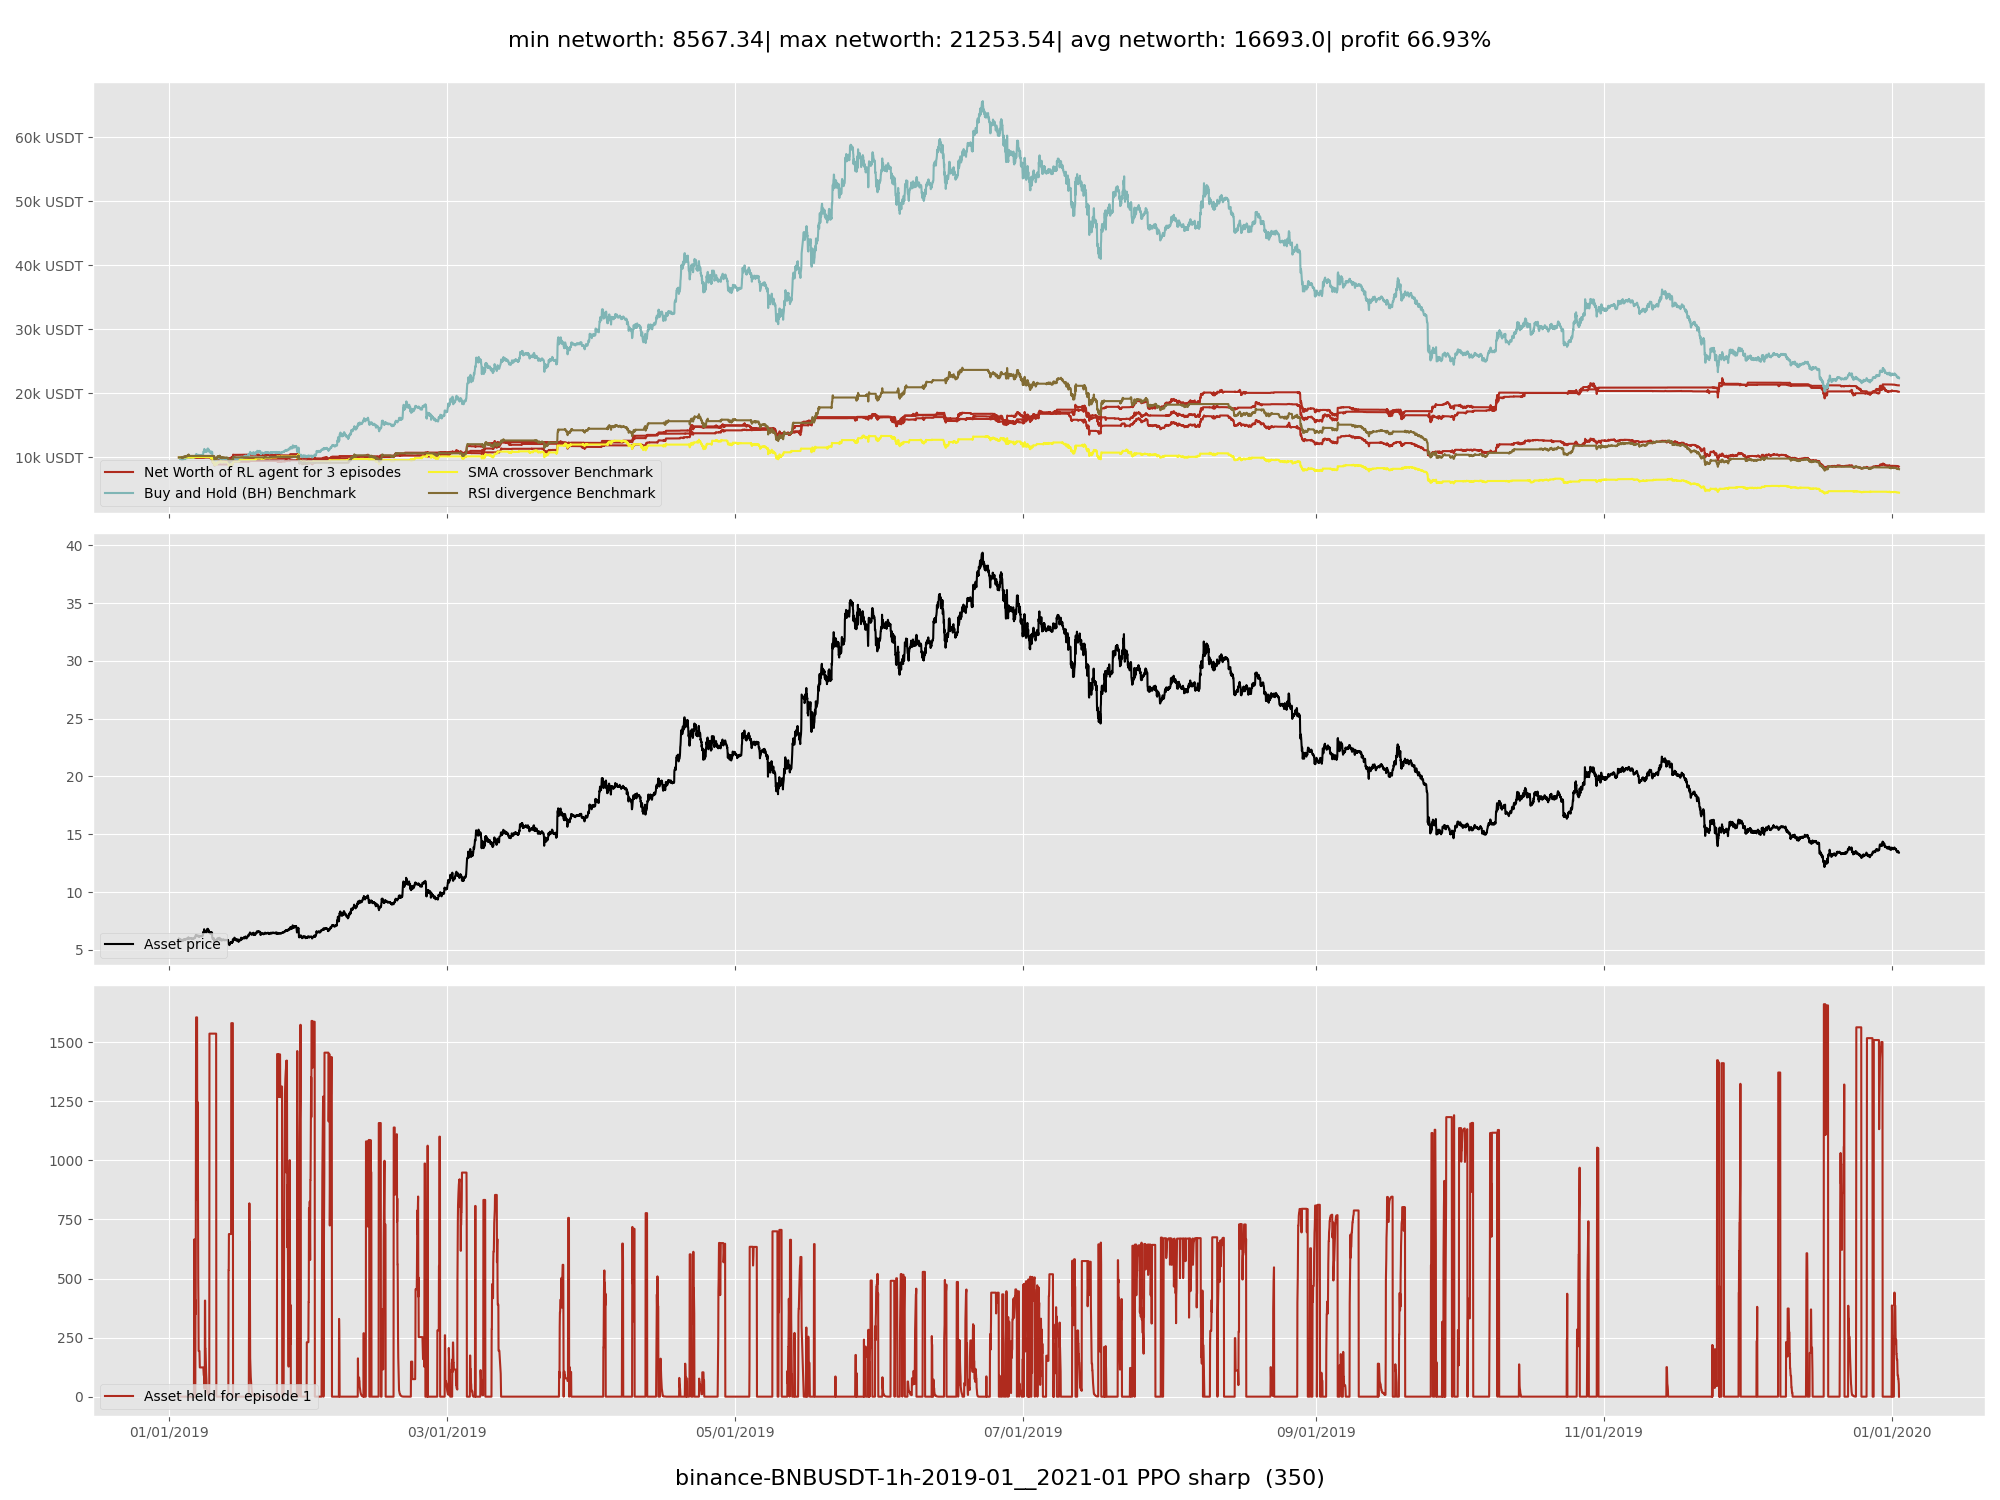 min networth: 8567.34| max networth: 21253.54| avg networth: 16693.0| profit 66.93%
60k USDT
50k USDT
40k USDT
30k USDT
20k USDT
10k USDT
Net Worth of RL agent for 3 episodes
Buy and Hold (BH) Benchmark
SMA crossover Benchmark
RSI divergence Benchmark
40
35
30
25
20
15
10
5
Asset price
1500
1250
1000
750
500
250
0
Asset held for episode 1
01/01/2019 03/01/2019 05/01/2019 07/01/2019 09/01/2019 11/01/2019 01/01/2020
binance-BNBUSDT-1h-2019-01__2021-01 PPO sharp (350)